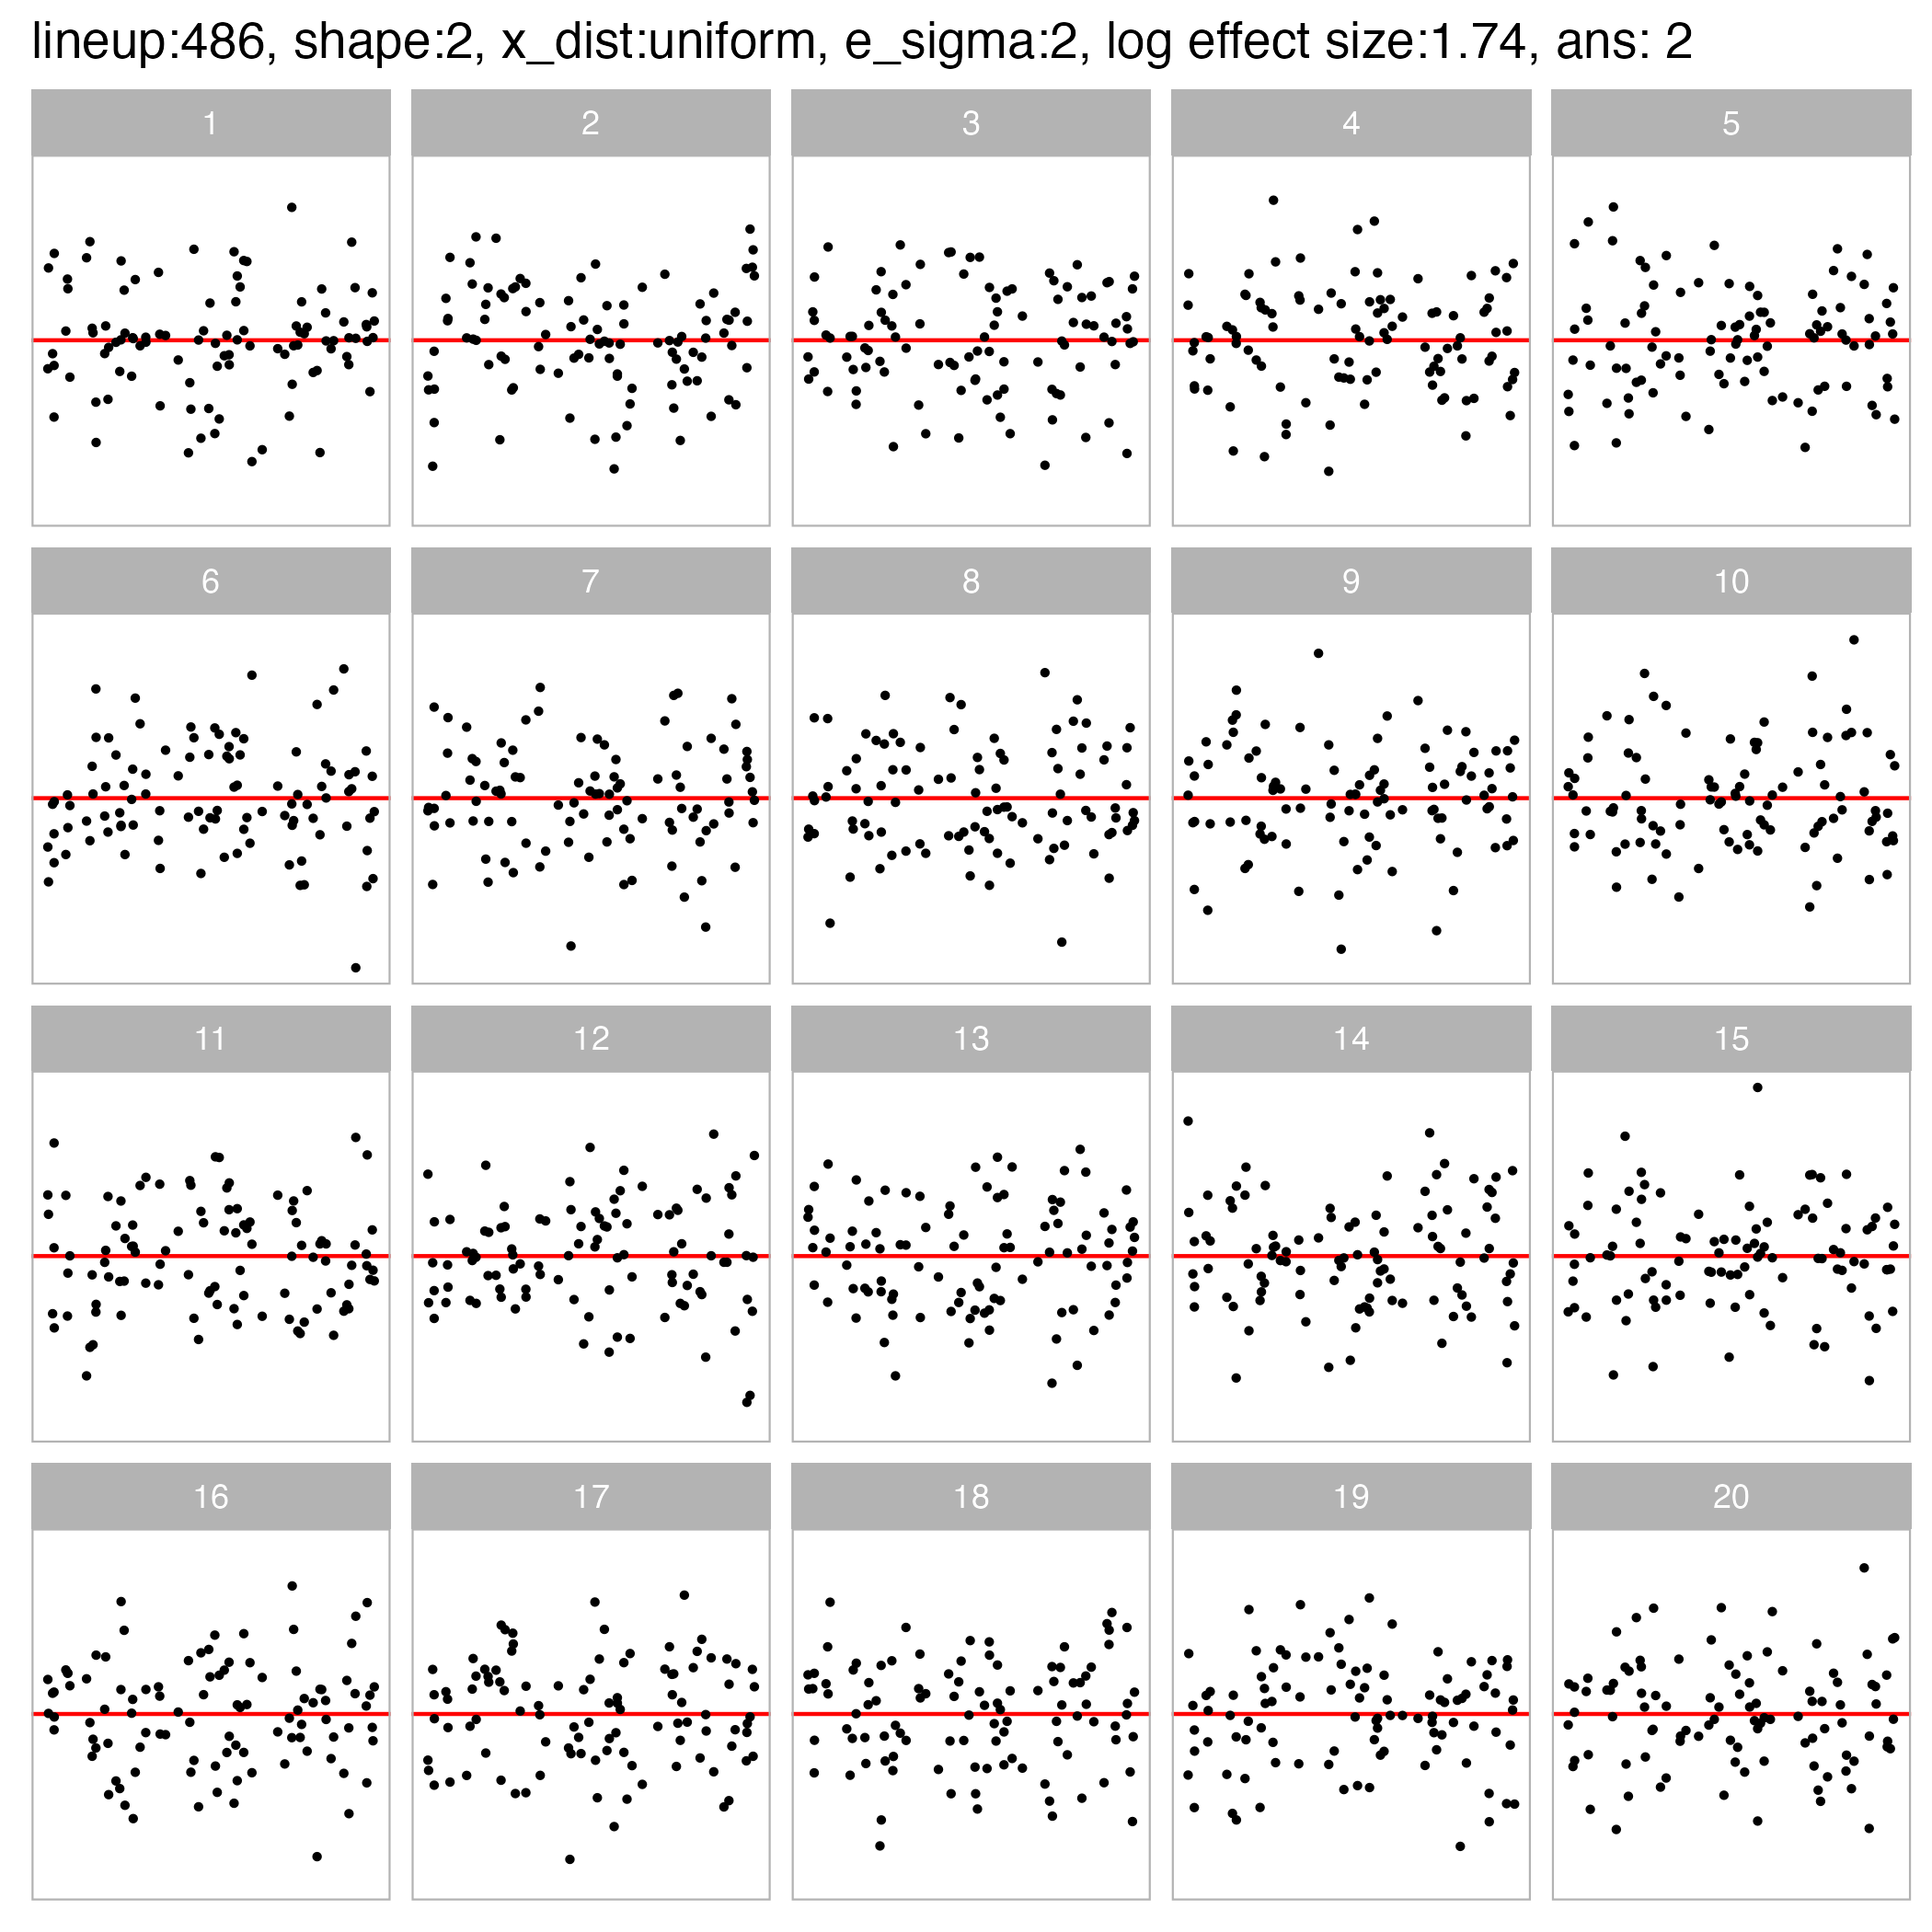 lineup:486, shape:2, x_dist:uniform, e_sigma:2, log effect size:1.74, ans: 2
1 2 3 4 5
6 7 8 9 10
11 12 13 14 15
16 17 18 19 20